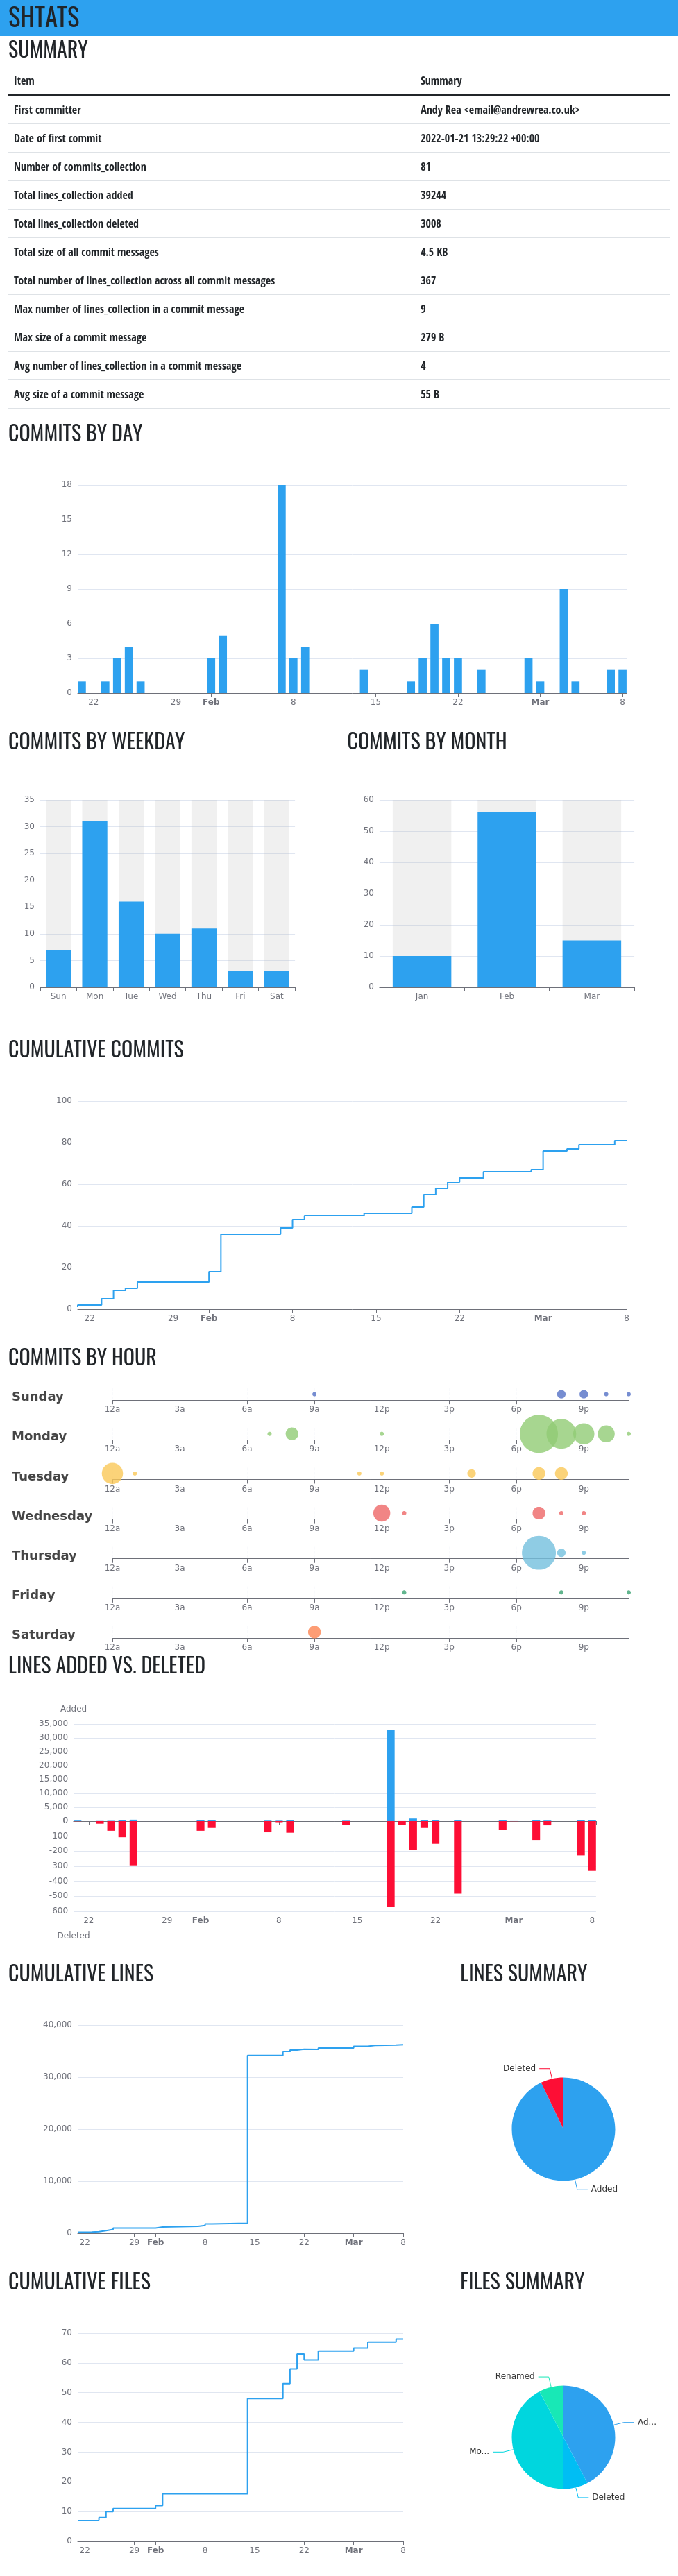 SHTATS
SUMMARY
Item Summary
First committer Andy Rea <email@andrewrea.co.uk>
Date of first commit 2022-01-21 13:29:22 +00:00
Number of commits_collection 81
Total lines_collection added 39244
Total lines_collection deleted 3008
Total size of all commit messages 4.5 KB
Total number of lines_collection across all commit messages 367
Max number of lines_collection in a commit message 9
Max size of a commit message 279 B
Avg number of lines_collection in a commit message 4
Avg size of a commit message 55 B
COMMITS BY DAY
18
15
12
9
6
3
0
22 29 Feb 8 15 22 Mar 8
COMMITS BY WEEKDAY
35
30
25
20
15
10
5
0
Sun Mon Tue Wed Thu Fri Sat
COMMITS BY MONTH
60
50
40
30
20
10
0
Jan Feb Mar
CUMULATIVE COMMITS
100
80
60
40
20
0
22 29 Feb 8 15 22 Mar 8
COMMITS BY HOUR
Sunday
12a 3a 6a 9a 12p 3p 6p 9p
Monday
12a 3a 6a 9a 12p 3p 6p 9p
Tuesday
12a 3a 6a 9a 12p 3p 6p 9p
Wednesday
12a 3a 6a 9a 12p 3p 6p 9p
Thursday
12a 3a 6a 9a 12p 3p 6p 9p
Friday
12a 3a 6a 9a 12p 3p 6p 9p
Saturday
12a 3a 6a 9a 12p 3p 6p 9p
LINES ADDED VS. DELETED
Added
35,000
30,000
25,000
20,000
15,000
10,000
5,000
0
-100
-200
-300
-400
-500
-600
22 29 Feb 8 15 22 Mar 8
Deleted
CUMULATIVE LINES
40,000
30,000
20,000
10,000
0
22 29 Feb 8 15 22 Mar 8
LINES SUMMARY
Deleted
Added
CUMULATIVE FILES
70
60
50
40
30
20
10
0
22 29 Feb 8 15 22 Mar 8
FILES SUMMARY
Renamed
Ad...
Mo...
Deleted